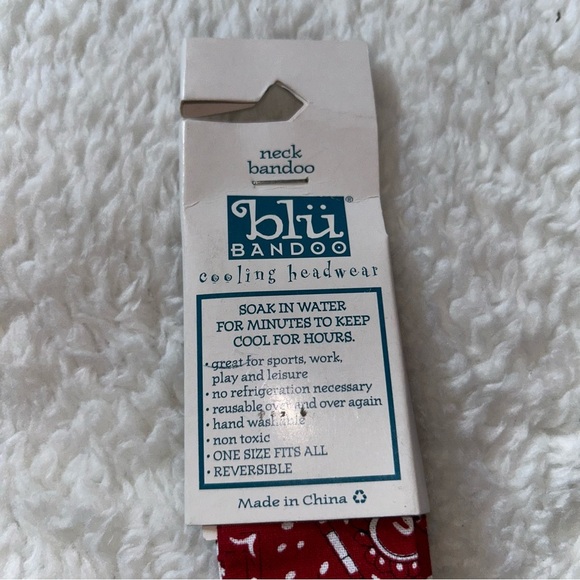 neck
bandoo
blü®
BANDOO
cooling headwear
SOAK IN WATER
FOR MINUTES TO KEEP
COOL FOR HOURS.
• great for sports, work,
play and leisure
• no refrigeration necessary
• reusable over and over again
• hand washable
• non toxic
• ONE SIZE FITS ALL
• REVERSIBLE
Made in China ♻